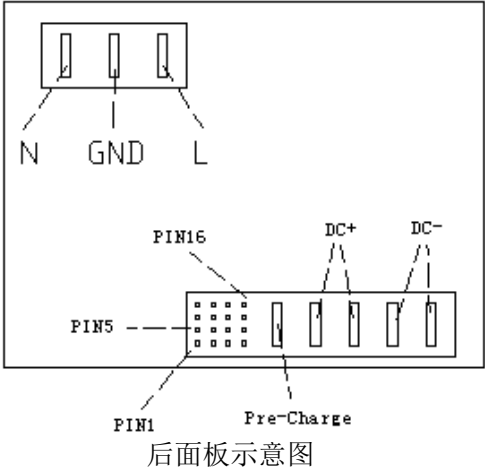 N GND L
PIN16 DC+ DC-
PIN5
PIN1 Pre-Charge
后面板示意图